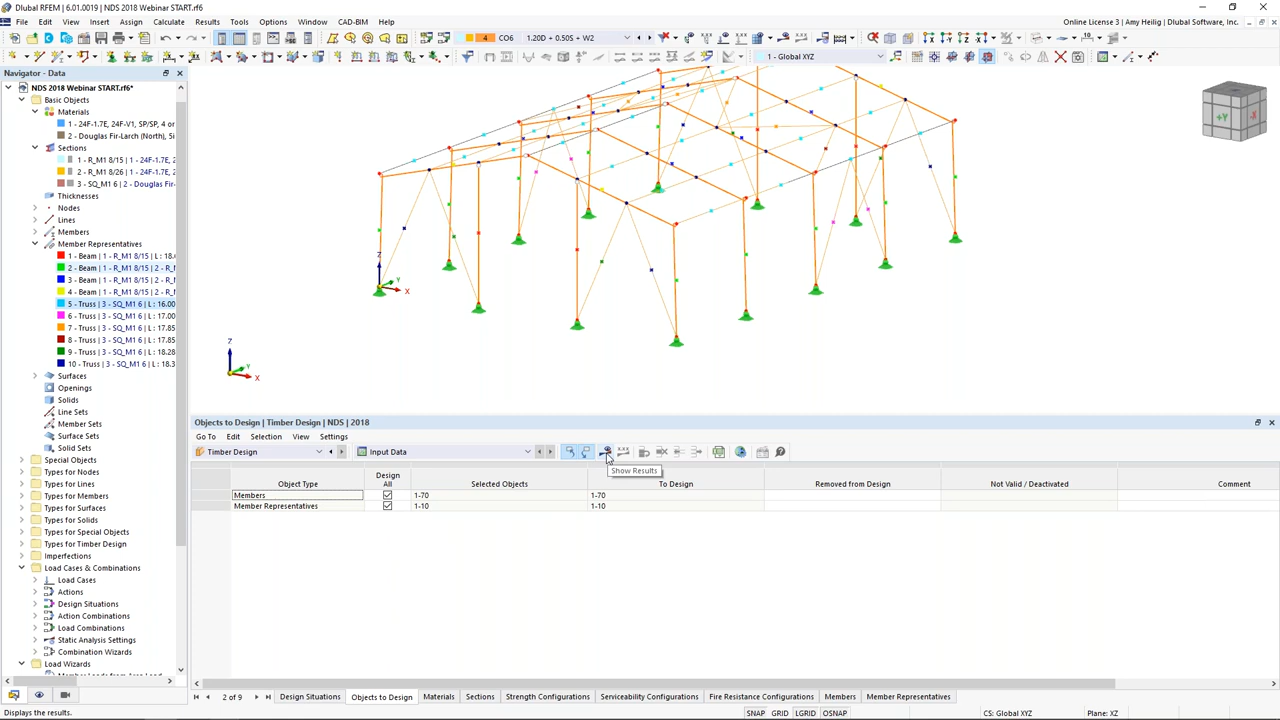 Dlubal RFEM | 6.01.0019 | NDS 2018 Webinar START.rf6*
File Edit View Insert Assign Calculate Results Tools Options Window CAD-BIM Help
Online License 3 | Amy Heilig | Dlubal Software, Inc.
4 CO6 1.20D + 0.50S + W2
1 - Global XYZ
Navigator - Data
NDS 2018 Webinar START.rf6*
Basic Objects
Materials
1 - 24F-1.7E, 24F-V1, SP/SP, 4 or
2 - Douglas Fir-Larch (North), Si
Sections
1 - R_M1 8/15 | 1 - 24F-1.7E, 2
2 - R_M1 8/26 | 1 - 24F-1.7E, 2
3 - SQ_M1 6 | 2 - Douglas Fir-L
Thicknesses
Nodes
Lines
Members
Member Representatives
1 - Beam | 1 - R_M1 8/15 | L : 18.0
2 - Beam | 1 - R_M1 8/15 | 2 - R_M
3 - Beam | 1 - R_M1 8/15 | 2 - R_M
4 - Beam | 1 - R_M1 8/15 | 2 - R_M
5 - Truss | 3 - SQ_M1 6 | L : 16.00
6 - Truss | 3 - SQ_M1 6 | L : 17.00
7 - Truss | 3 - SQ_M1 6 | L : 17.85
8 - Truss | 3 - SQ_M1 6 | L : 17.85
9 - Truss | 3 - SQ_M1 6 | L : 18.28
10 - Truss | 3 - SQ_M1 6 | L : 18.3
Surfaces
Openings
Solids
Line Sets
Member Sets
Surface Sets
Solid Sets
Special Objects
Types for Nodes
Types for Lines
Types for Members
Types for Surfaces
Types for Solids
Types for Special Objects
Types for Timber Design
Imperfections
Load Cases & Combinations
Load Cases
Actions
Design Situations
Action Combinations
Load Combinations
Static Analysis Settings
Combination Wizards
Load Wizards
+Y -X
Z
Y
X
Z
Y
X
Objects to Design | Timber Design | NDS | 2018
Go To Edit Selection View Settings
Timber Design Input Data
Show Results
Object Type Design All Selected Objects To Design Removed from Design Not Valid / Deactivated Comment
Members 1-70 1-70
Member Representatives 1-10 1-10
2 of 9 Design Situations Objects to Design Materials Sections Strength Configurations Serviceability Configurations Fire Resistance Configurations Members Member Representatives
Displays the results.
SNAP GRID LGRID OSNAP CS: Global XYZ Plane: XZ